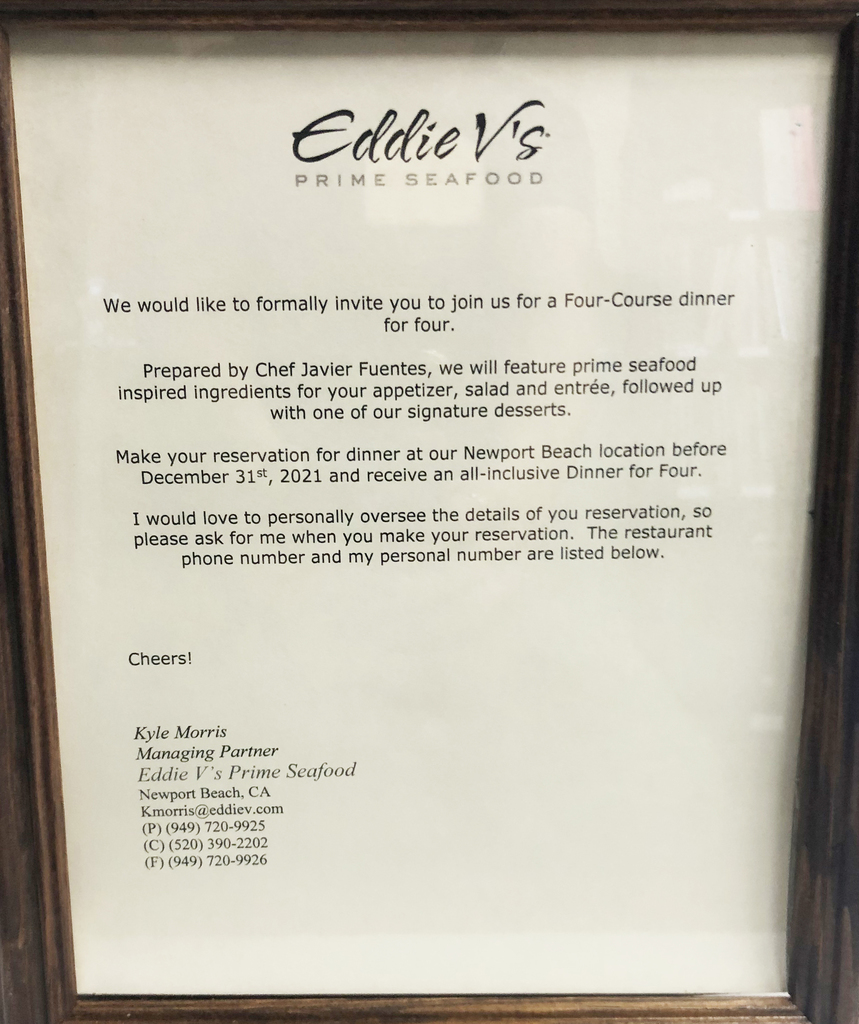 Eddie V's
PRIME SEAFOOD
We would like to formally invite you to join us for a Four-Course dinner
for four.
Prepared by Chef Javier Fuentes, we will feature prime seafood
inspired ingredients for your appetizer, salad and entrée, followed up
with one of our signature desserts.
Make your reservation for dinner at our Newport Beach location before
December 31st, 2021 and receive an all-inclusive Dinner for Four.
I would love to personally oversee the details of you reservation, so
please ask for me when you make your reservation.  The restaurant
phone number and my personal number are listed below.
Cheers!
Kyle Morris
Managing Partner
Eddie V's Prime Seafood
Newport Beach, CA
Kmorris@eddiev.com
(P) (949) 720-9925
(C) (520) 390-2202
(F) (949) 720-9926